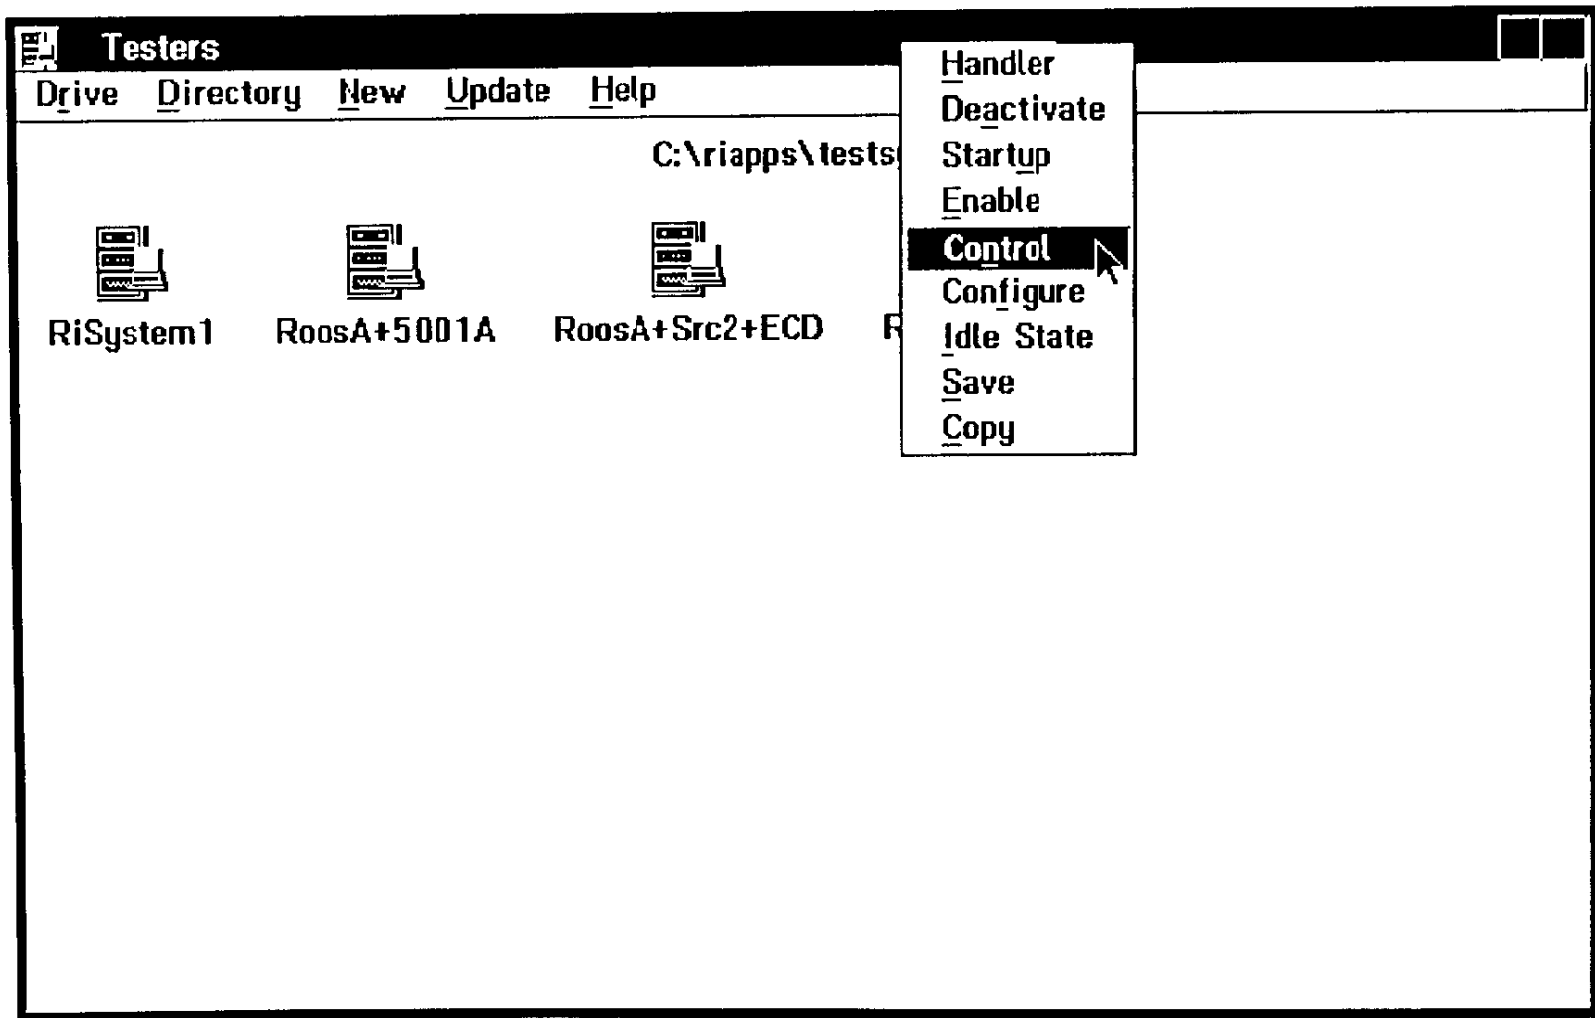 Testers
Drive Directory New Update Help
C:\riapps\tests
RiSystem1 RoosA+5001A RoosA+Src2+ECD R
Handler
Deactivate
Startup
Enable
Control
Configure
Idle State
Save
Copy